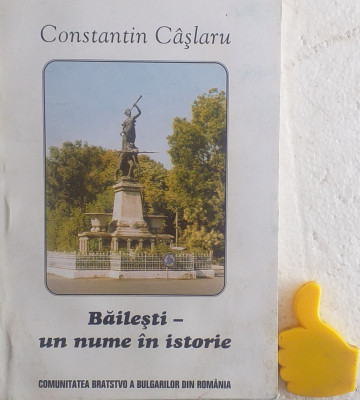 Constantin Câşlaru
Băileşti –
un nume în istorie
COMUNITATEA BRATSTVO A BULGARILOR DIN ROMÂNIA